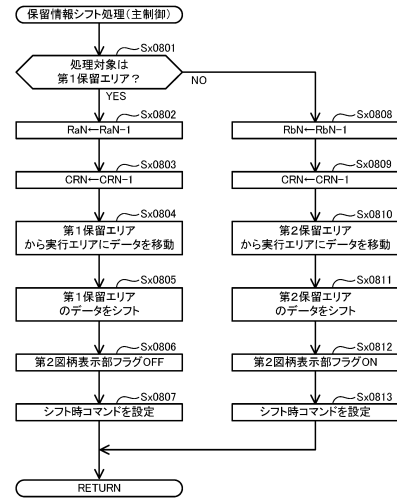 保留情報シフト処理(主制御)
Sx0801
処理対象は
第1保留エリア?
NO
YES
Sx0802
RaN←RaN-1
Sx0803
CRN←CRN-1
Sx0804
第1保留エリア
から実行エリアにデータを移動
Sx0805
第1保留エリア
のデータをシフト
Sx0806
第2図柄表示部フラグOFF
Sx0807
シフト時コマンドを設定
Sx0808
RbN←RbN-1
Sx0809
CRN←CRN-1
Sx0810
第2保留エリア
から実行エリアにデータを移動
Sx0811
第2保留エリア
のデータをシフト
Sx0812
第2図柄表示部フラグON
Sx0813
シフト時コマンドを設定
RETURN